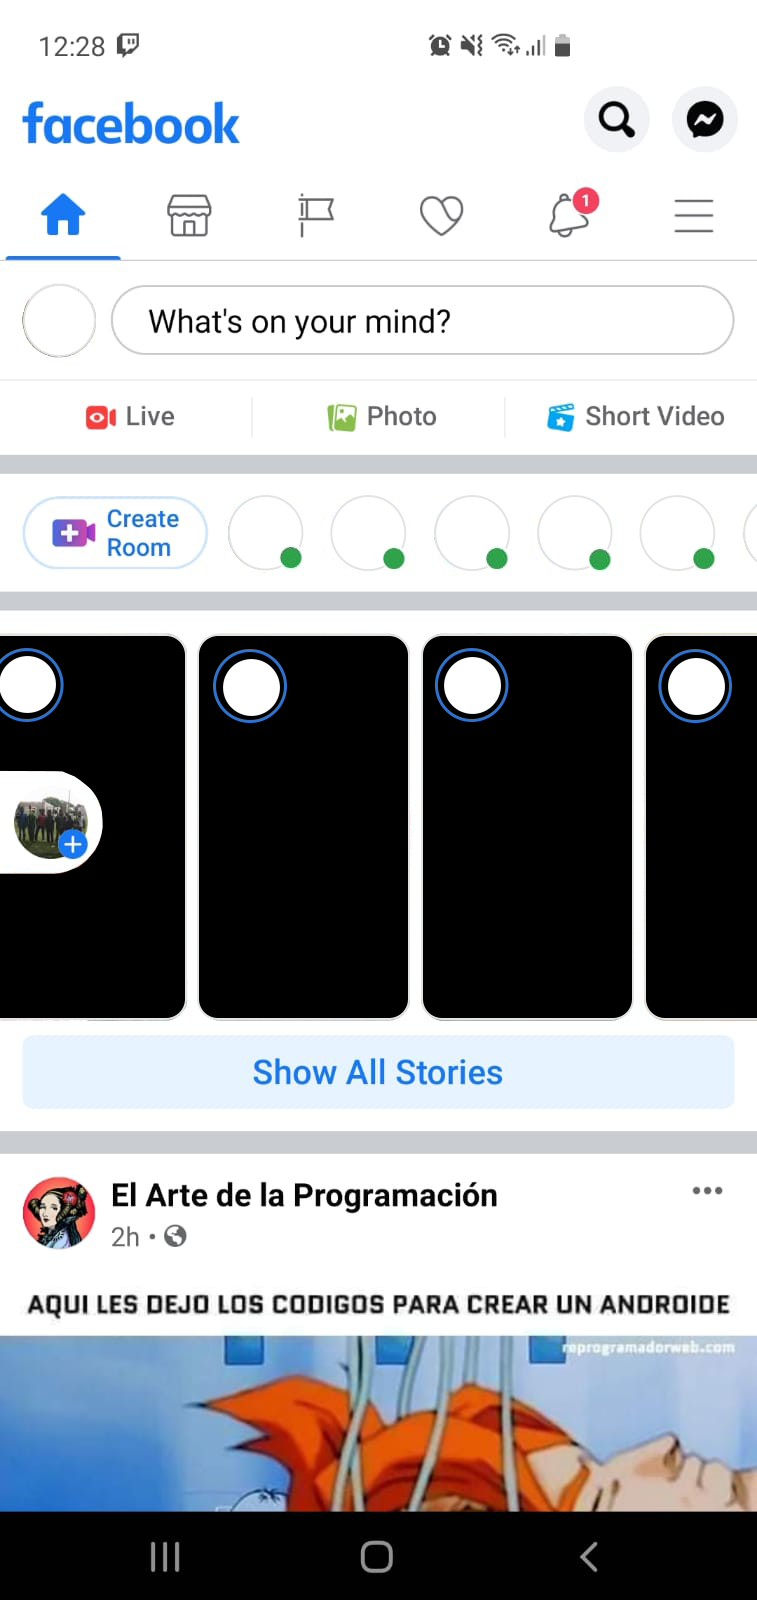 12:28
facebook
1
What's on your mind?
Live
Photo
Short Video
Create
Room
Show All Stories
El Arte de la Programación
2h •
AQUI LES DEJO LOS CODIGOS PARA CREAR UN ANDROIDE
reprogramadorweb.com